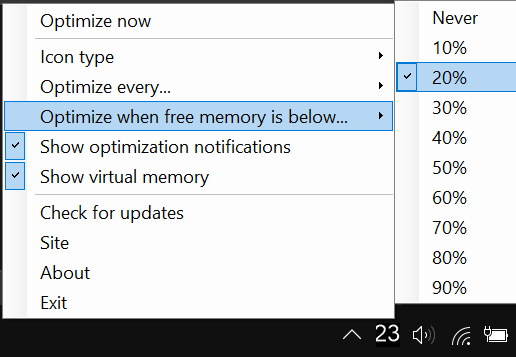 Optimize now
Icon type
Optimize every...
Optimize when free memory is below...
Show optimization notifications
Show virtual memory
Check for updates
Site
About
Exit
Never
10%
20%
30%
40%
50%
60%
70%
80%
90%
23